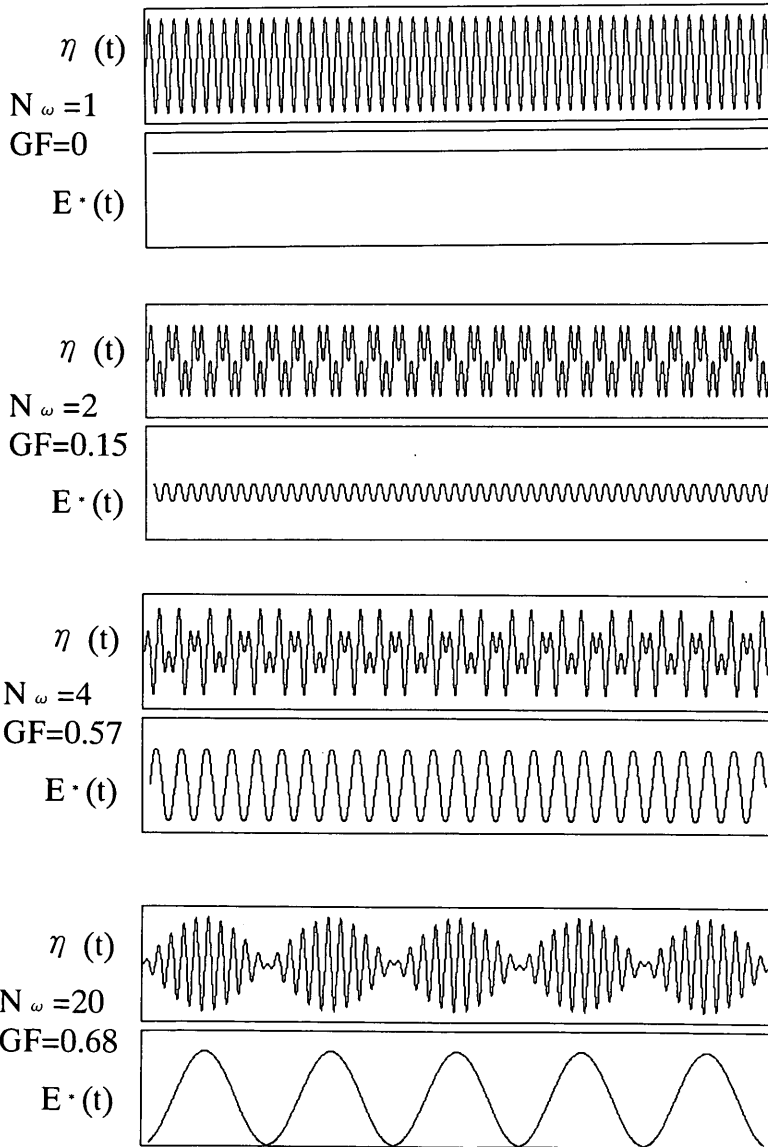 η (t)
N ω =1
GF=0
E * (t)
η (t)
N ω =2
GF=0.15
E * (t)
η (t)
N ω =4
GF=0.57
E * (t)
η (t)
N ω =20
GF=0.68
E * (t)